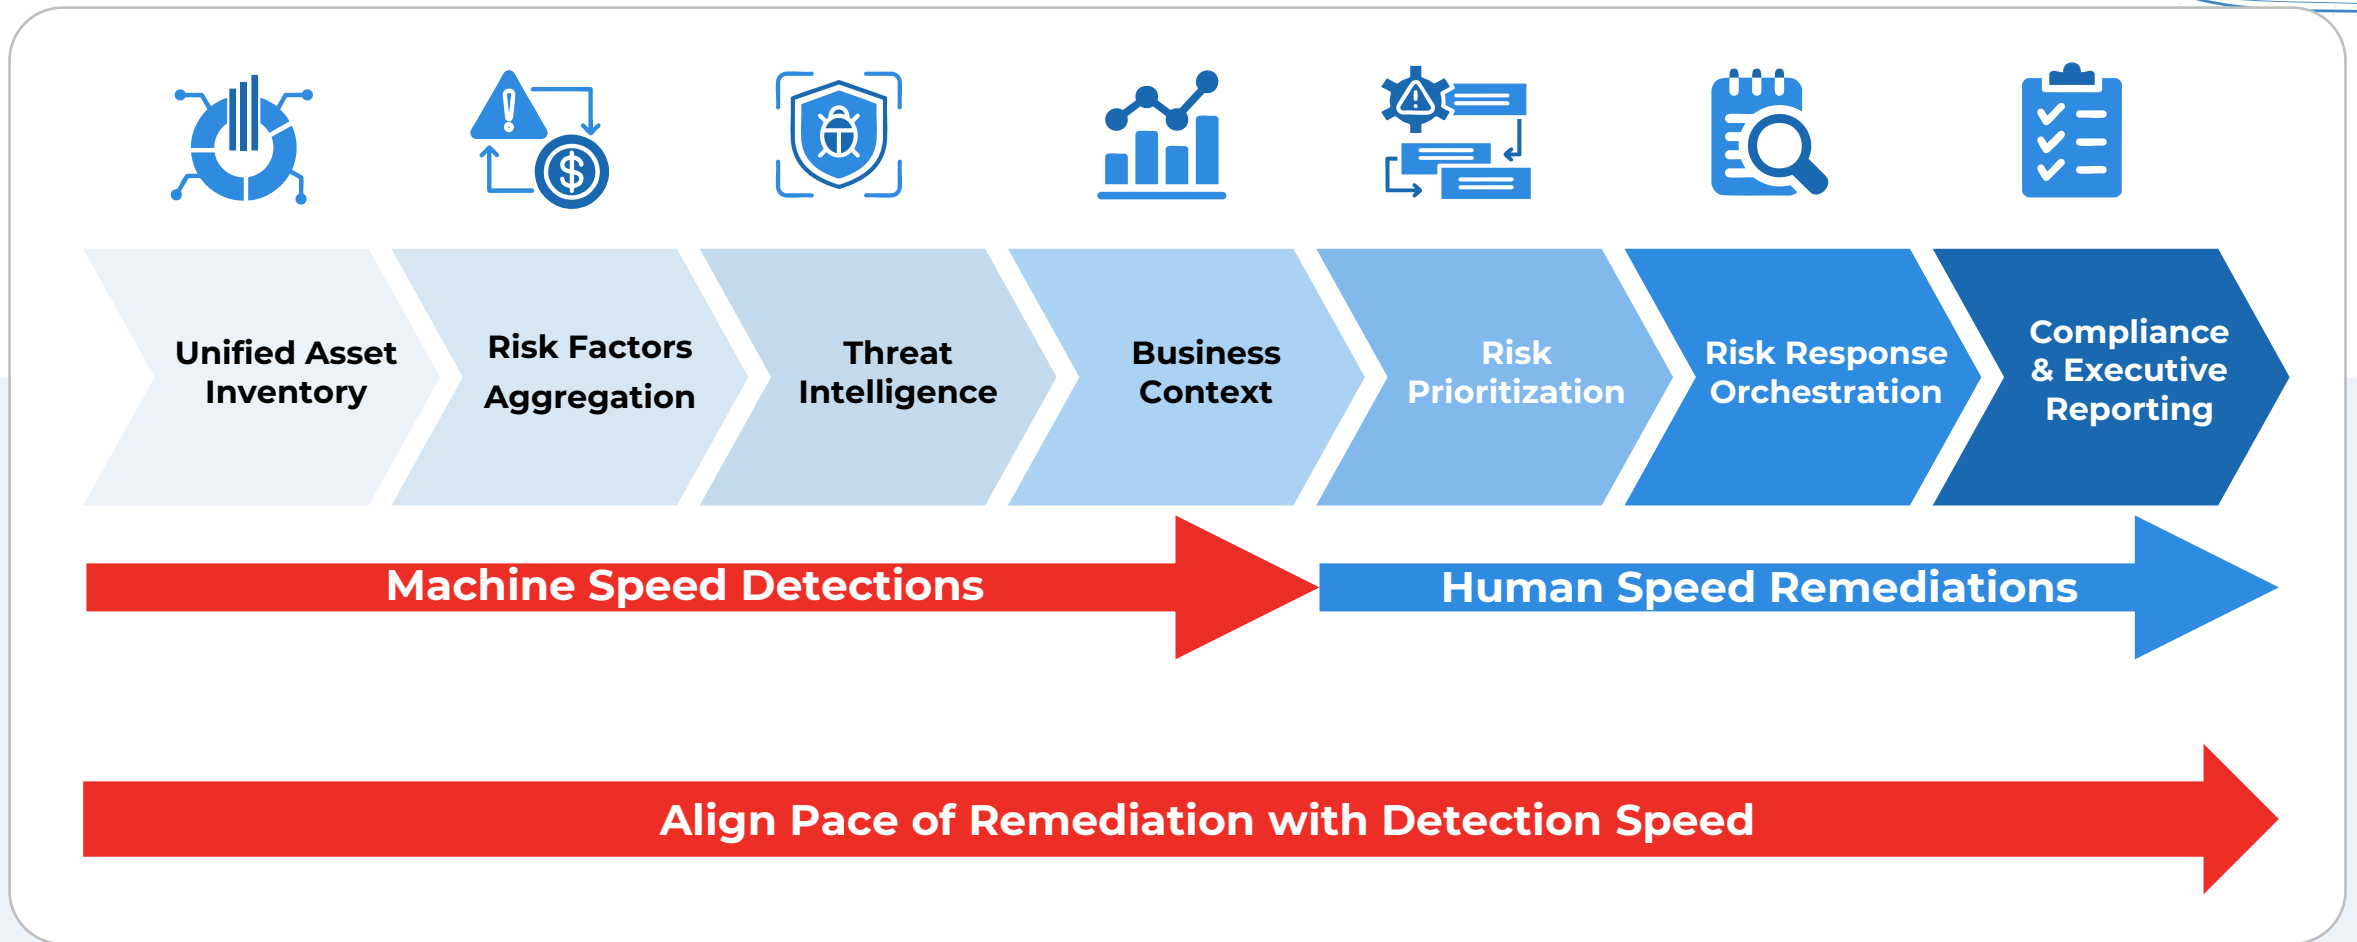 Unified Asset
Inventory
Risk Factors
Aggregation
Threat
Intelligence
Business
Context
Risk
Prioritization
Risk Response
Orchestration
Compliance
& Executive
Reporting
Machine Speed Detections
Human Speed Remediations
Align Pace of Remediation with Detection Speed